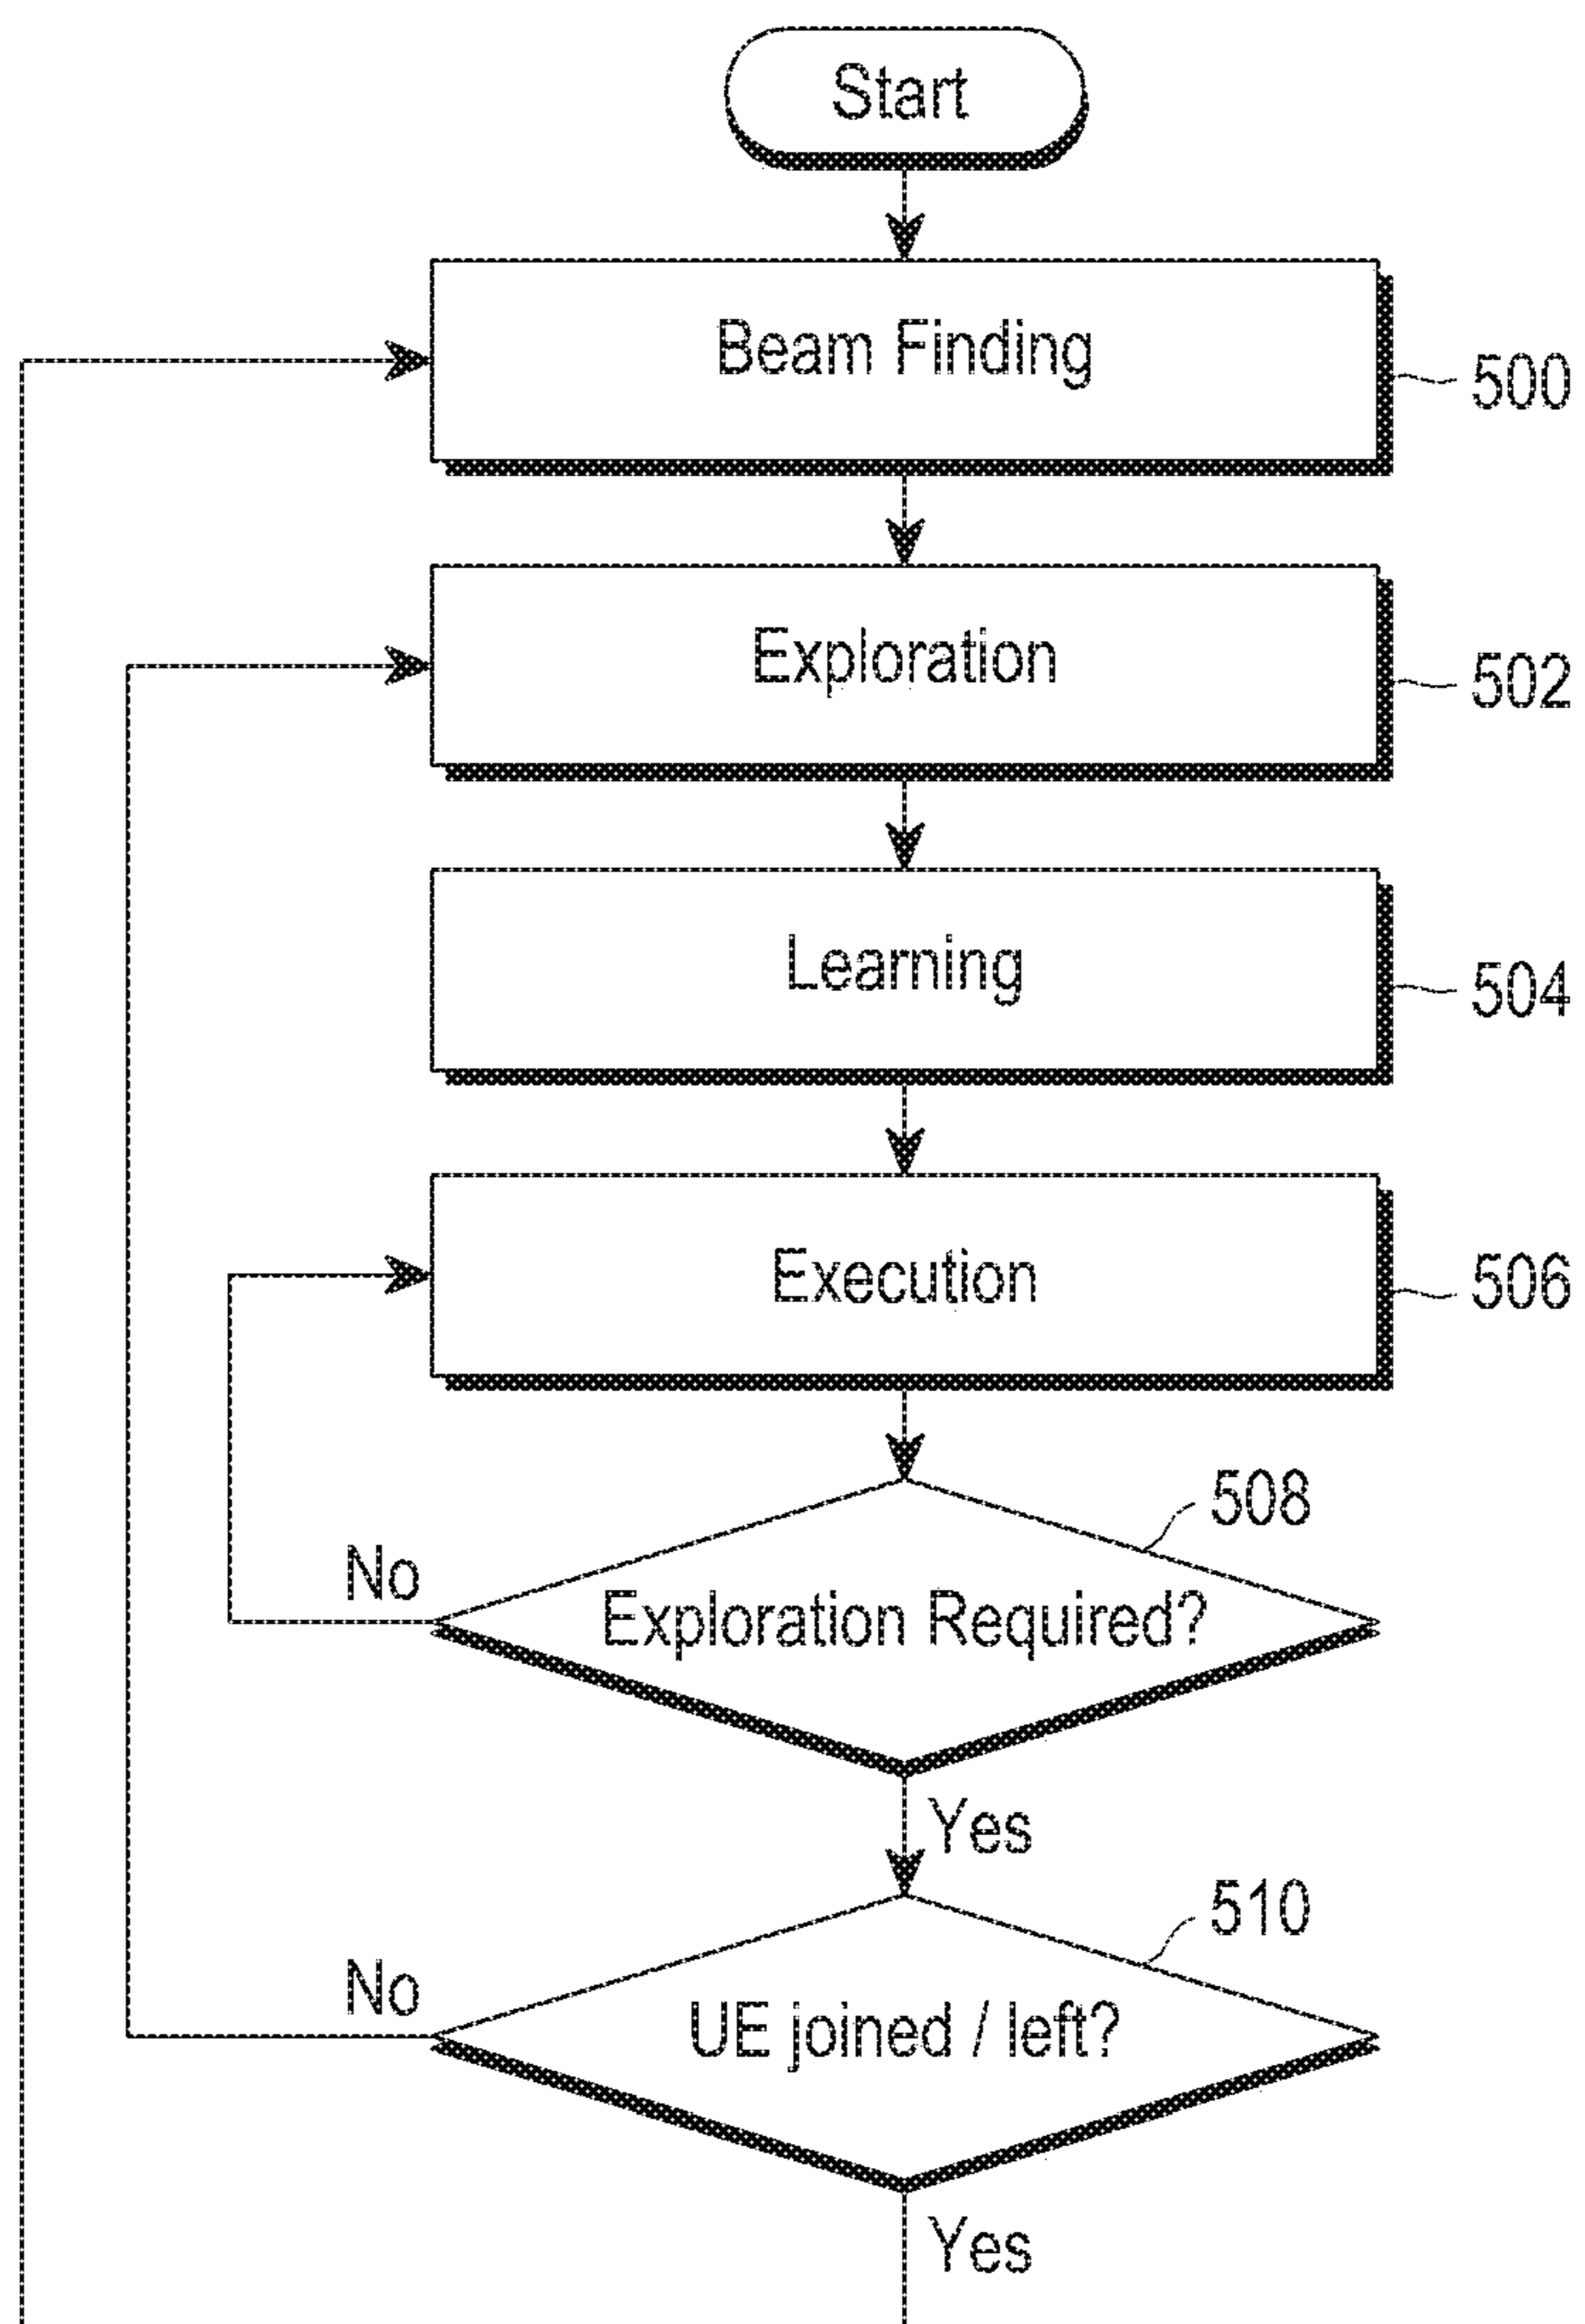 Start
Beam Finding
500
Exploration
502
Learning
504
Execution
506
508
No
Exploration Required?
Yes
510
No
UE joined / left?
Yes